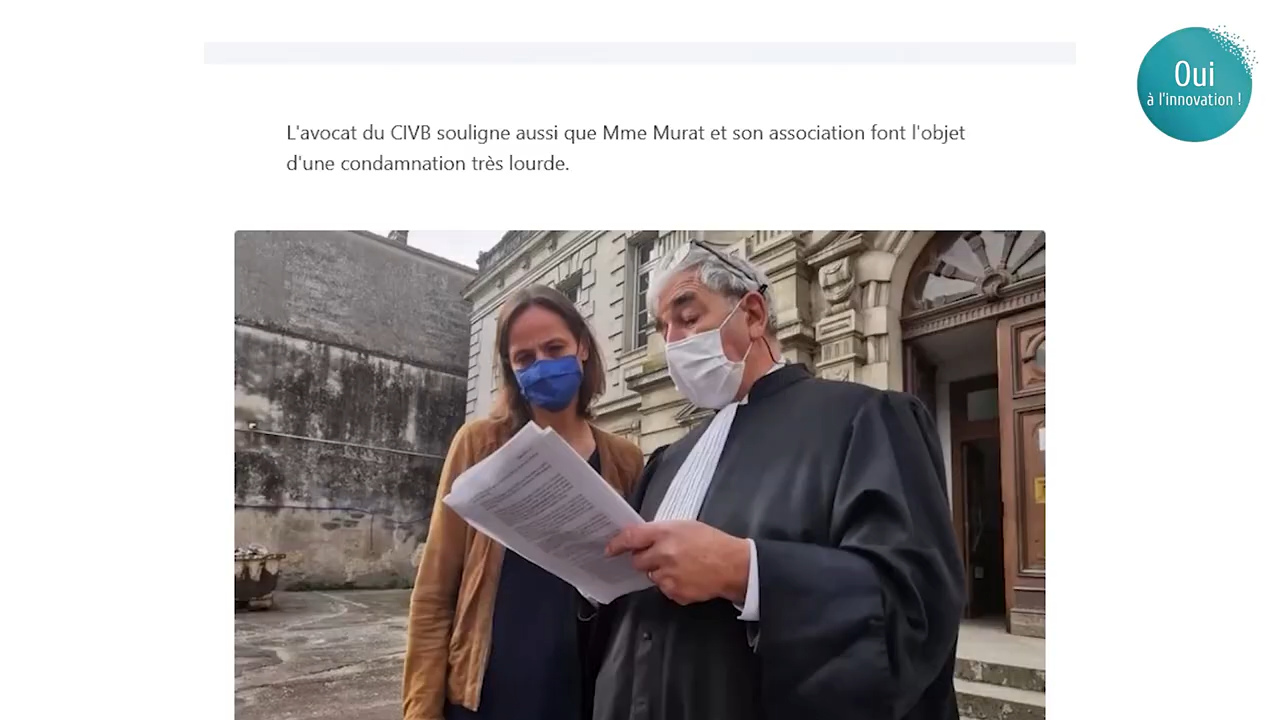 Oui
à l'innovation !
L'avocat du CIVB souligne aussi que Mme Murat et son association font l'objet
d'une condamnation très lourde.